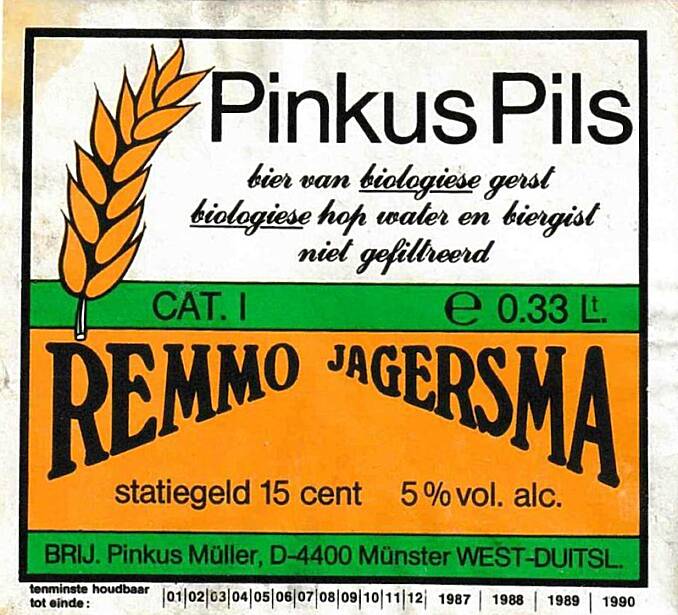 Pinkus Pils
bier van biologiese gerst
biologiese hop water en biergist
niet gefiltreerd
CAT. I e 0.33 Lt.
REMMO JAGERSMA
statiegeld 15 cent 5% vol. alc.
BRIJ. Pinkus Müller, D-4400 Münster WEST-DUITSL.
tenminste houdbaar
tot einde: |01|02|03|04|05|06|07|08|09|10|11|12| 1987 | 1988 | 1989 | 1990